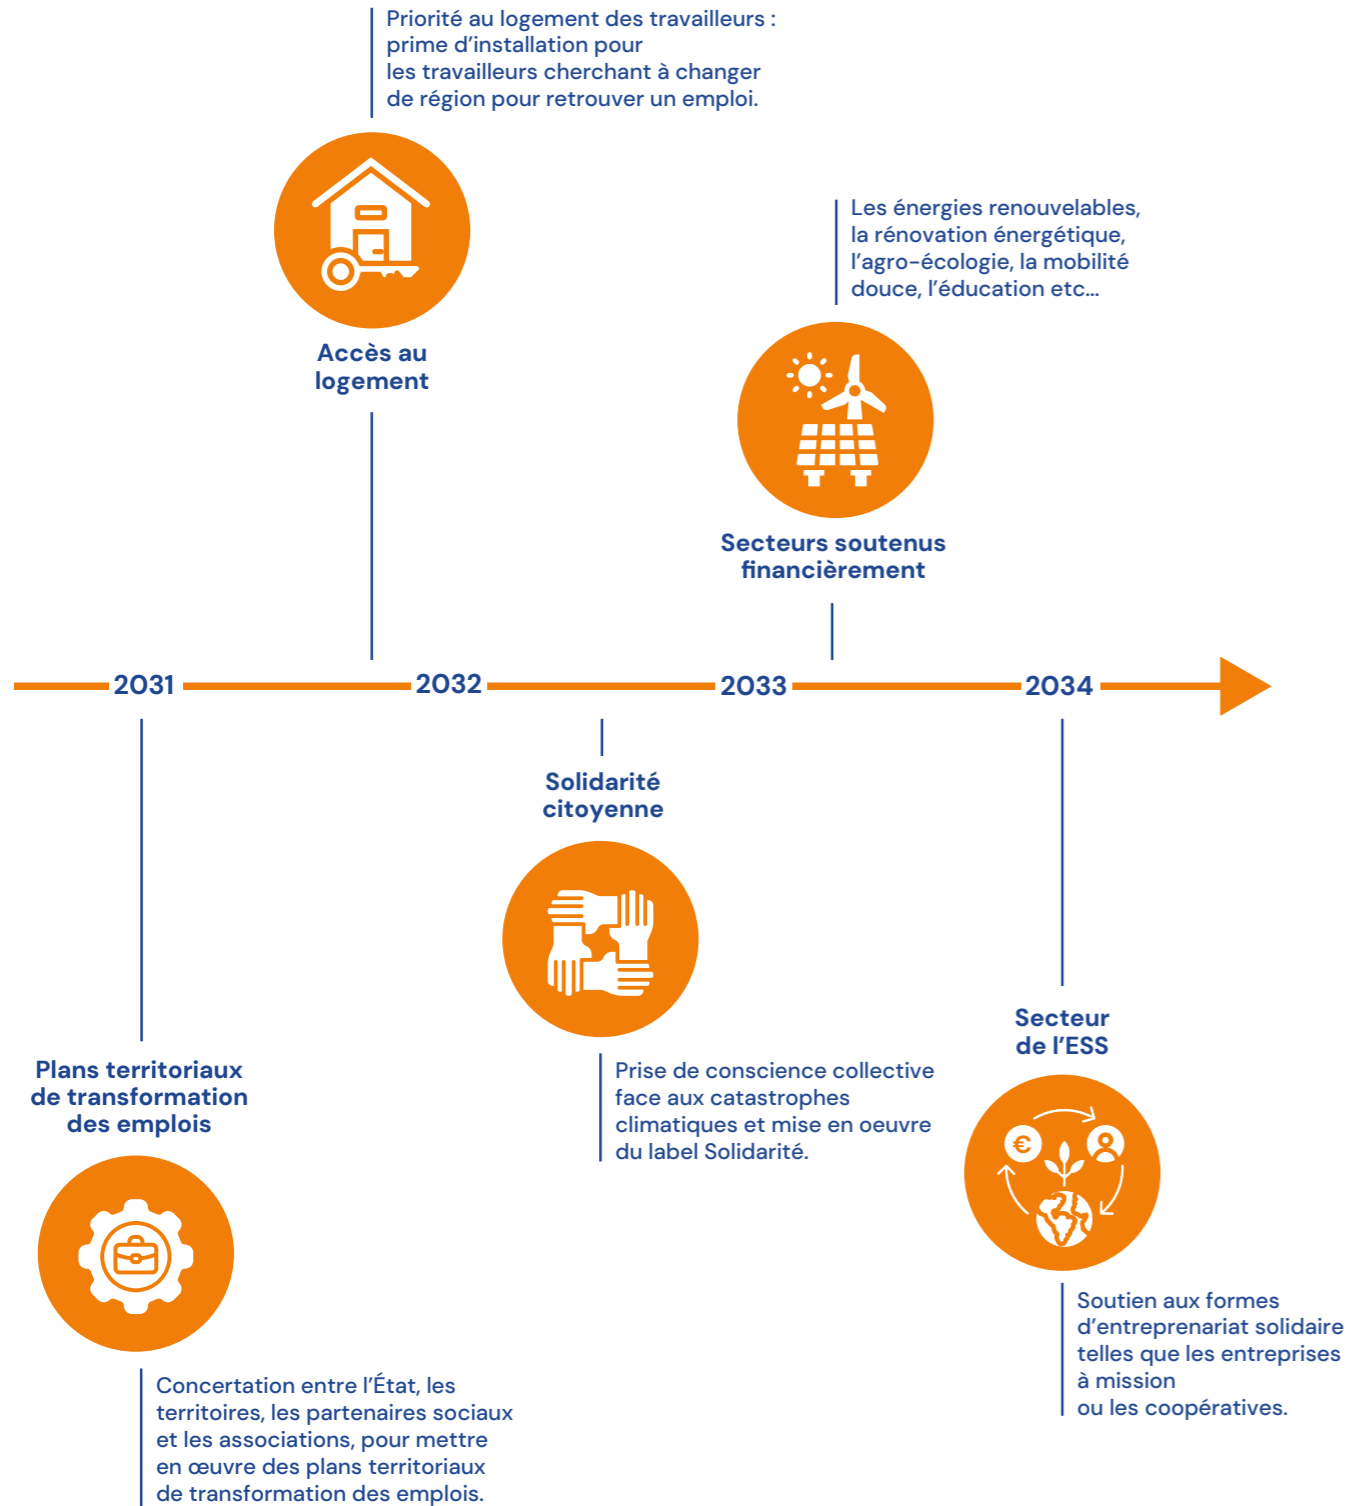 Priorité au logement des travailleurs :
prime d'installation pour
les travailleurs cherchant à changer
de région pour retrouver un emploi.
Accès au
logement
Les énergies renouvelables,
la rénovation énergétique,
l'agro-écologie, la mobilité
douce, l'éducation etc...
Secteurs soutenus
financièrement
2031
2032
2033
2034
Solidarité
citoyenne
Prise de conscience collective
face aux catastrophes
climatiques et mise en oeuvre
du label Solidarité.
Secteur
de l'ESS
€
Soutien aux formes
d'entreprenariat solidaire
telles que les entreprises
à mission
ou les coopératives.
Plans territoriaux
de transformation
des emplois
Concertation entre l'État, les
territoires, les partenaires sociaux
et les associations, pour mettre
en œuvre des plans territoriaux
de transformation des emplois.